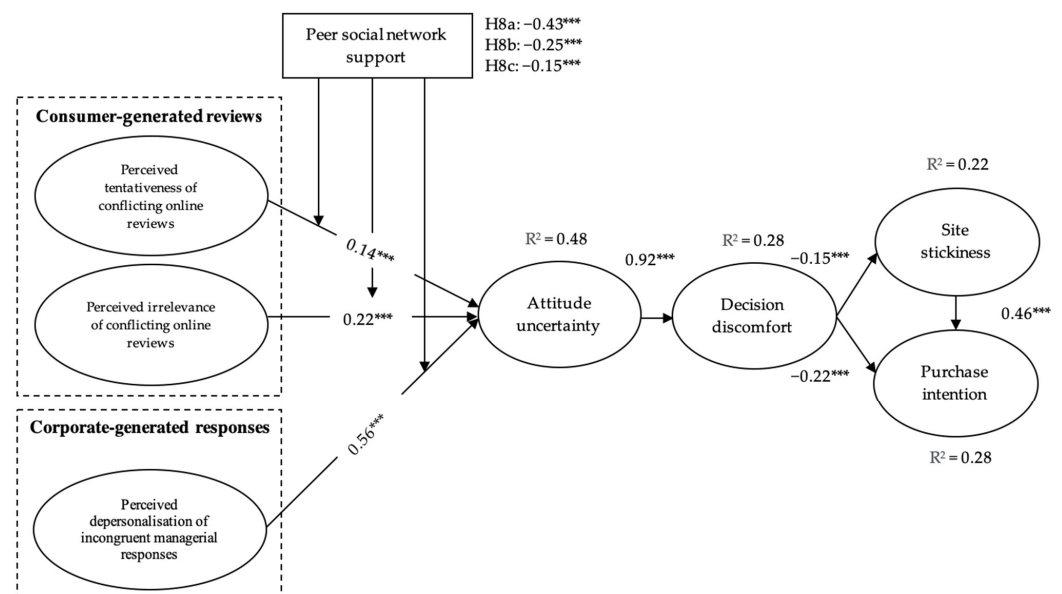 Peer social network
support
H8a: −0.43***
H8b: −0.25***
H8c: −0.15***
Consumer-generated reviews
Perceived
tentativeness of
conflicting online
reviews
0.14***
Perceived irrelevance
of conflicting online
reviews
0.22***
Corporate-generated responses
Perceived
depersonalisation of
incongruent managerial
responses
0.56***
R² = 0.48
Attitude
uncertainty
0.92***
R² = 0.28
Decision
discomfort
−0.15***
−0.22***
R² = 0.22
Site
stickiness
0.46***
Purchase
intention
R² = 0.28